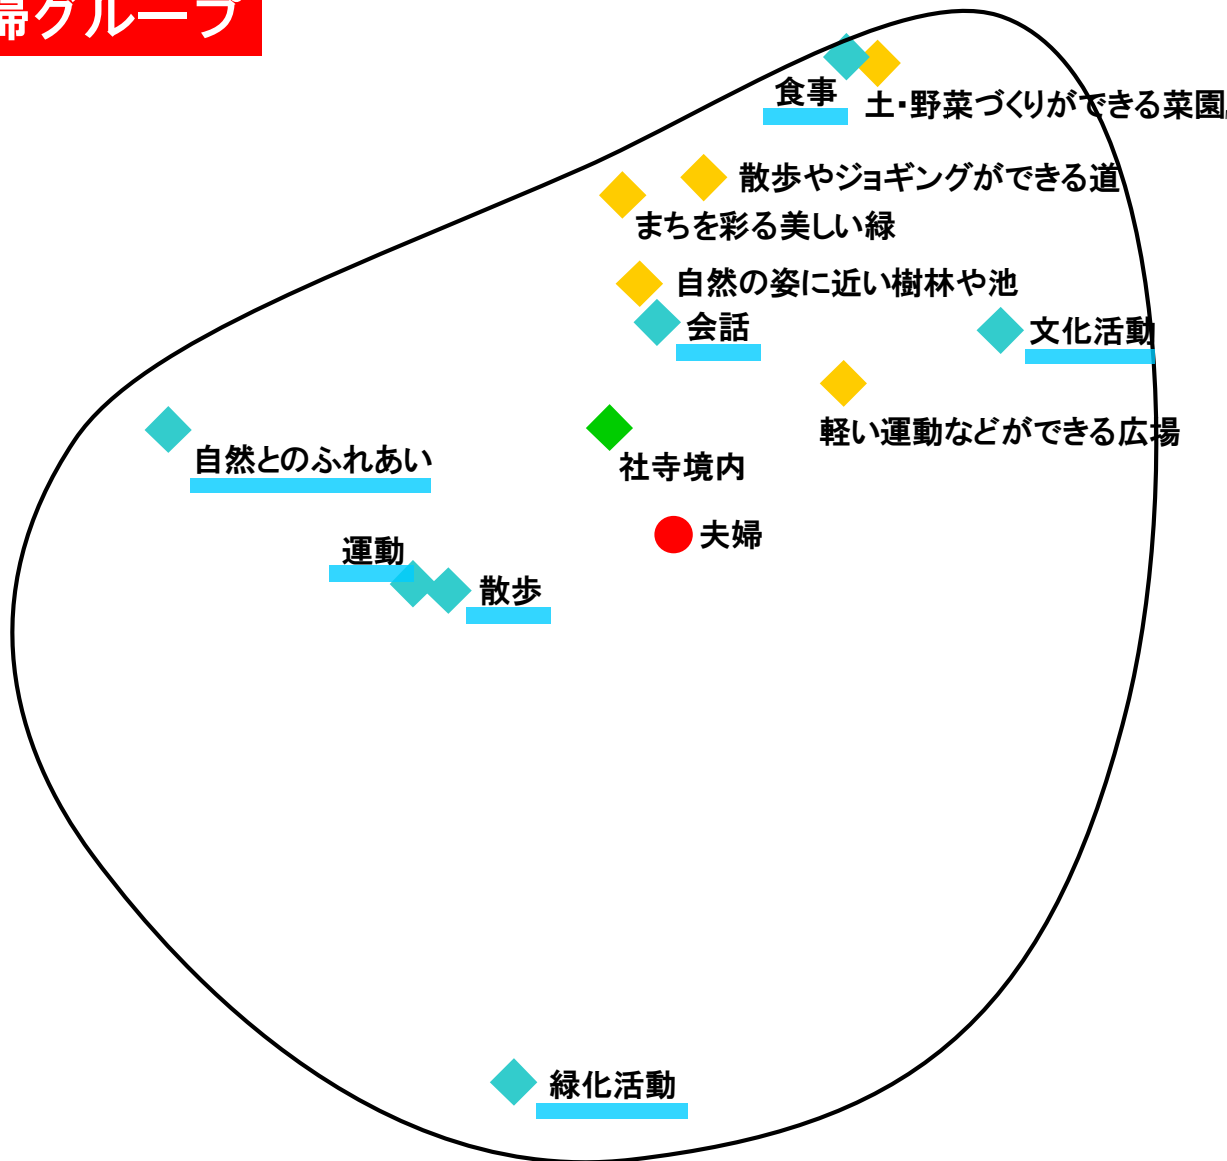 婦グループ
食事
土・野菜づくりができる菜園
散歩やジョギングができる道
まちを彩る美しい緑
自然の姿に近い樹林や池
会話
文化活動
軽い運動などができる広場
自然とのふれあい
社寺境内
夫婦
運動
散歩
緑化活動